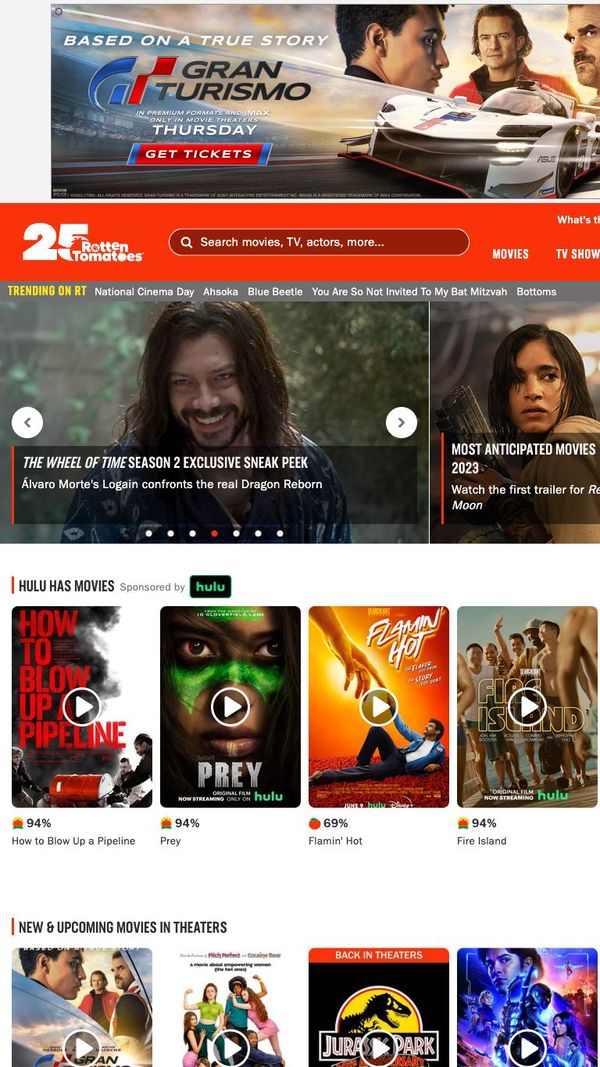 BASED ON A TRUE STORY
GRAN
TURISMO
IN PREMIUM FORMATS AND IMAX
ONLY IN MOVIE THEATERS
THURSDAY
GET TICKETS
ASUS
What's th
25 Rotten
Tomatoes
Search movies, TV, actors, more...
MOVIES
TV SHOW
TRENDING ON RT National Cinema Day Ahsoka Blue Beetle You Are So Not Invited To My Bat Mitzvah Bottoms
THE WHEEL OF TIME SEASON 2 EXCLUSIVE SNEAK PEEK
Álvaro Morte's Logain confronts the real Dragon Reborn
MOST ANTICIPATED MOVIES
2023
Watch the first trailer for Re
Moon
HULU HAS MOVIES Sponsored by hulu
HOW
TO
BLOW
UP A
PIPELINE
FROM THE DIRECTOR OF
10 CLOVERFIELD LANE
PREY
ORIGINAL FILM
NOW STREAMING ONLY ON hulu
SEARCHLIGHT
FLAMIN'
HOT
THE FLAVOR YOU KNOW.
THE STORY YOU DON'T.
JUNE 9 hulu Disney+
SEARCHLIGHT
FIRE
ISLAND
ORIGINAL FILM
NOW STREAMING hulu
94%
How to Blow Up a Pipeline
94%
Prey
69%
Flamin' Hot
94%
Fire Island
NEW & UPCOMING MOVIES IN THEATERS
BASED ON A TRUE STORY
GRAN
From the Producers of Pitch Perfect and Cocaine Bear
a movie about empowering women
(the hot ones)
BACK IN THEATERS
JURASSIC PARK